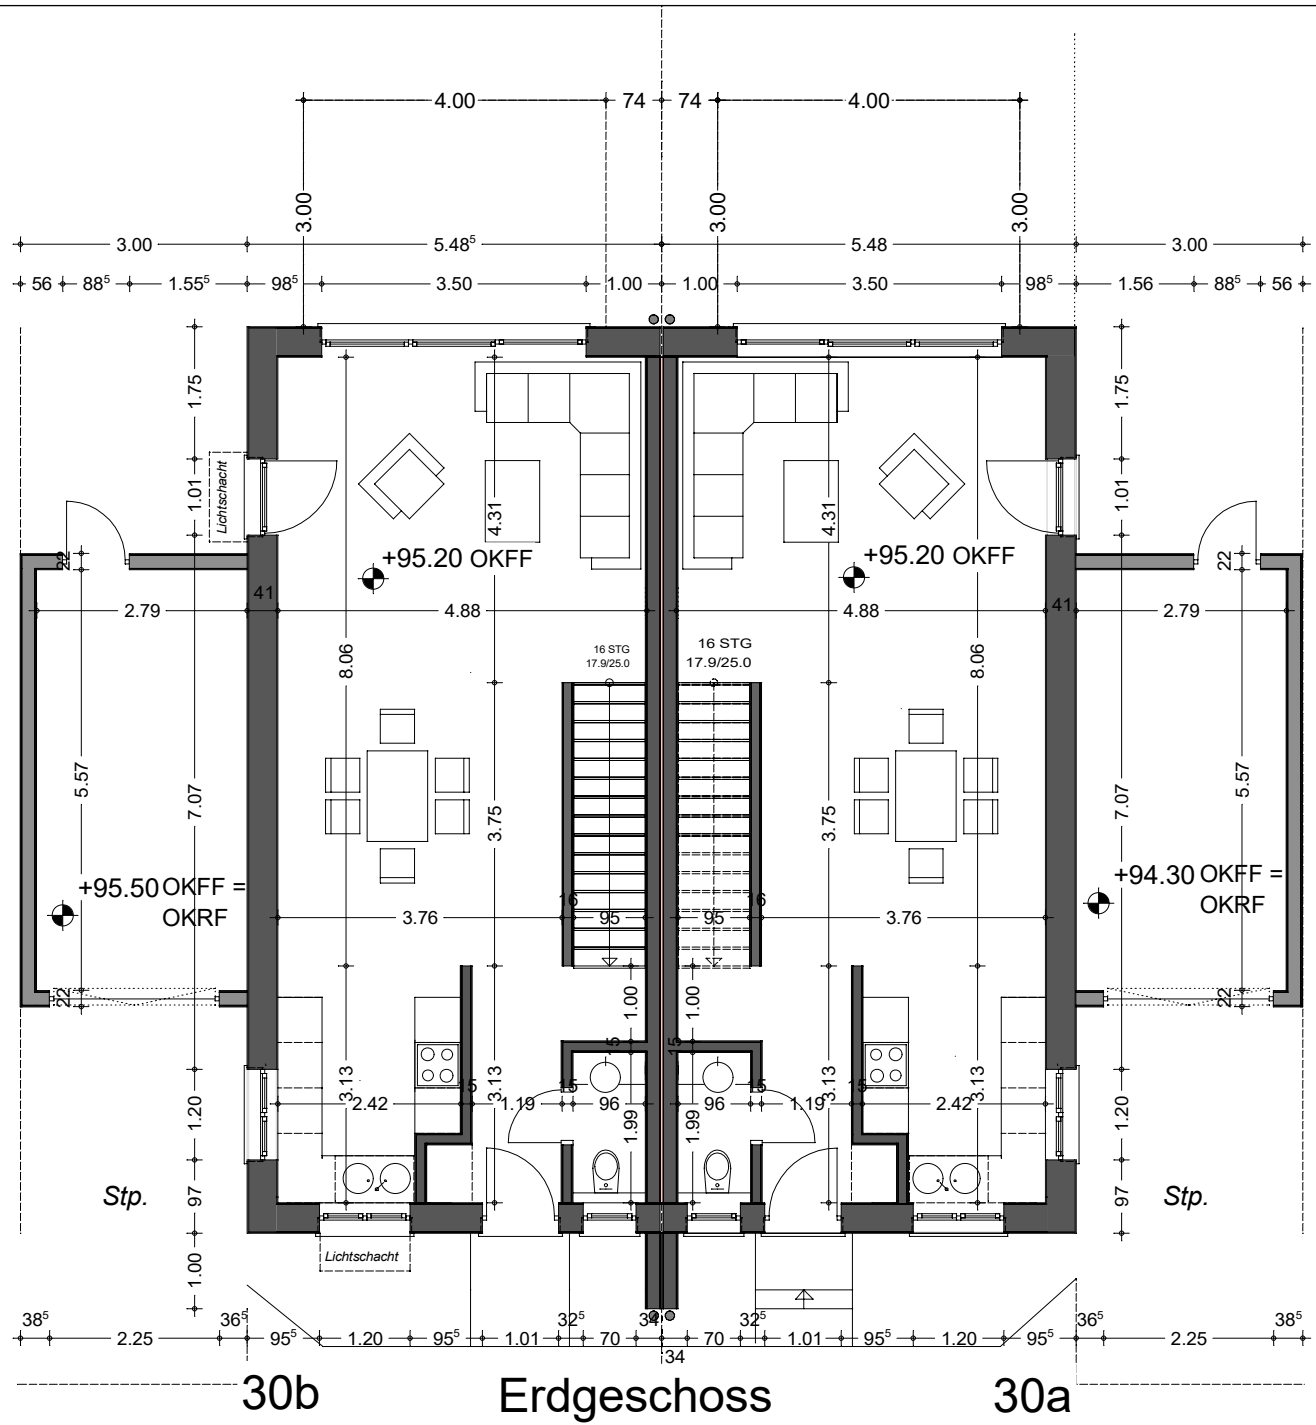 4.00 74 74 4.00
3.00 3.00 3.00
3.00 5.48⁵ 5.48 3.00
56 88⁵ 1.55⁵ 98⁵ 3.50 1.00 1.00 3.50 98⁵ 1.56 88⁵ 56
1.75 1.75
Lichtschacht
1.01 4.31 4.31 1.01
+95.20 OKFF +95.20 OKFF
22 22
2.79 41 4.88 4.88 41 2.79
8.06 8.06
16 STG 16 STG
17.9/25.0 17.9/25.0
5.57 7.07 3.75 3.75 7.07 5.57
+95.50 OKFF = +94.30 OKFF =
OKRF OKRF
16 16
3.76 95 95 3.76
22 22
1.00 1.00
15 15
3.13 3.13 3.13 3.13
15 15 15 15
1.20 2.42 1.19 96 96 1.19 2.42 1.20
1.99 1.99
Stp. Stp.
97 97
Lichtschacht
1.00
38⁵ 36⁵ 32⁵ 34 32⁵ 36⁵ 38⁵
2.25 95⁵ 1.20 95⁵ 1.01 70 70 1.01 95⁵ 1.20 95⁵ 2.25
34
30b Erdgeschoss 30a